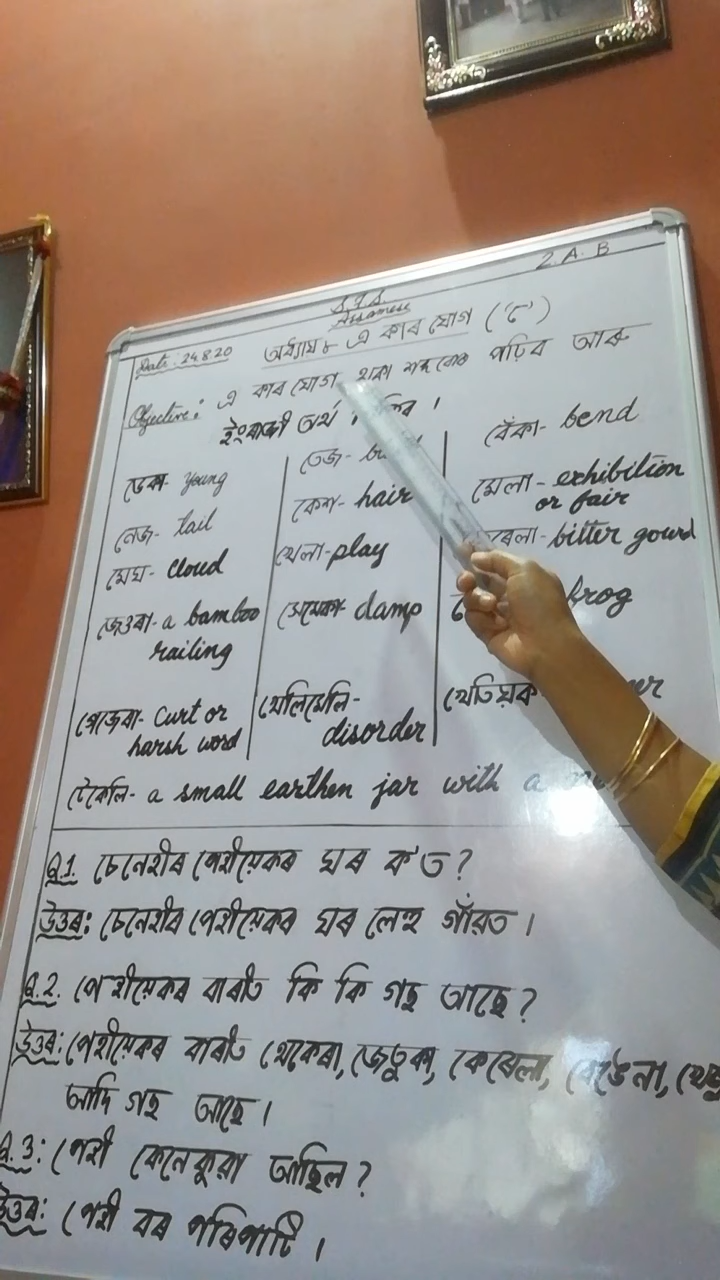 2. A. B
Assamese
Date: 24.8.20 অধ্যায় ৮ এ কাৰ যোগ ('ে')
Objective: এ কাৰ যোগ থকা শব্দবোৰ পঢ়িব আৰু
ইংৰাজী অৰ্থ
ডেকা- Young
নেজ- tail
মেঘ- cloud
জেওৰা- a bamboo
railing
পেজেৰা- Curt or
harsh word
তেজ-
কেশ- hair
খেলা- play
সেমেকা- damp
খেলিমেলি-
disorder
বেঁকা- bend
মেলা- exhibition
or fair
bitter gourd
frog
খেতিয়ক
টেকেলি- a small earthen jar with a
Q.1. চেনেহীৰ পেহীয়েকৰ ঘৰ ক'ত?
উত্তৰ: চেনেহীৰ পেহীয়েকৰ ঘৰ লেহু গাঁৱত।
Q.2. পেহীয়েকৰ বাৰীত কি কি গছ আছে?
উত্তৰ: পেহীয়েকৰ বাৰীত থেকেৰা, জেতুকা, কেৰেলা, বেঙেনা,
আদি গছ আছে।
Q.3: পেহী কেনেকুৱা আছিল?
উত্তৰ: পেহী বৰ পৰিপাটি।